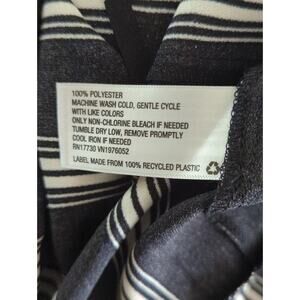 100% POLYESTER
MACHINE WASH COLD, GENTLE CYCLE
WITH LIKE COLORS
ONLY NON-CHLORINE BLEACH IF NEEDED
TUMBLE DRY LOW, REMOVE PROMPTLY
COOL IRON IF NEEDED
RN17730 VN1976052
LABEL MADE FROM 100% RECYCLED PLASTIC